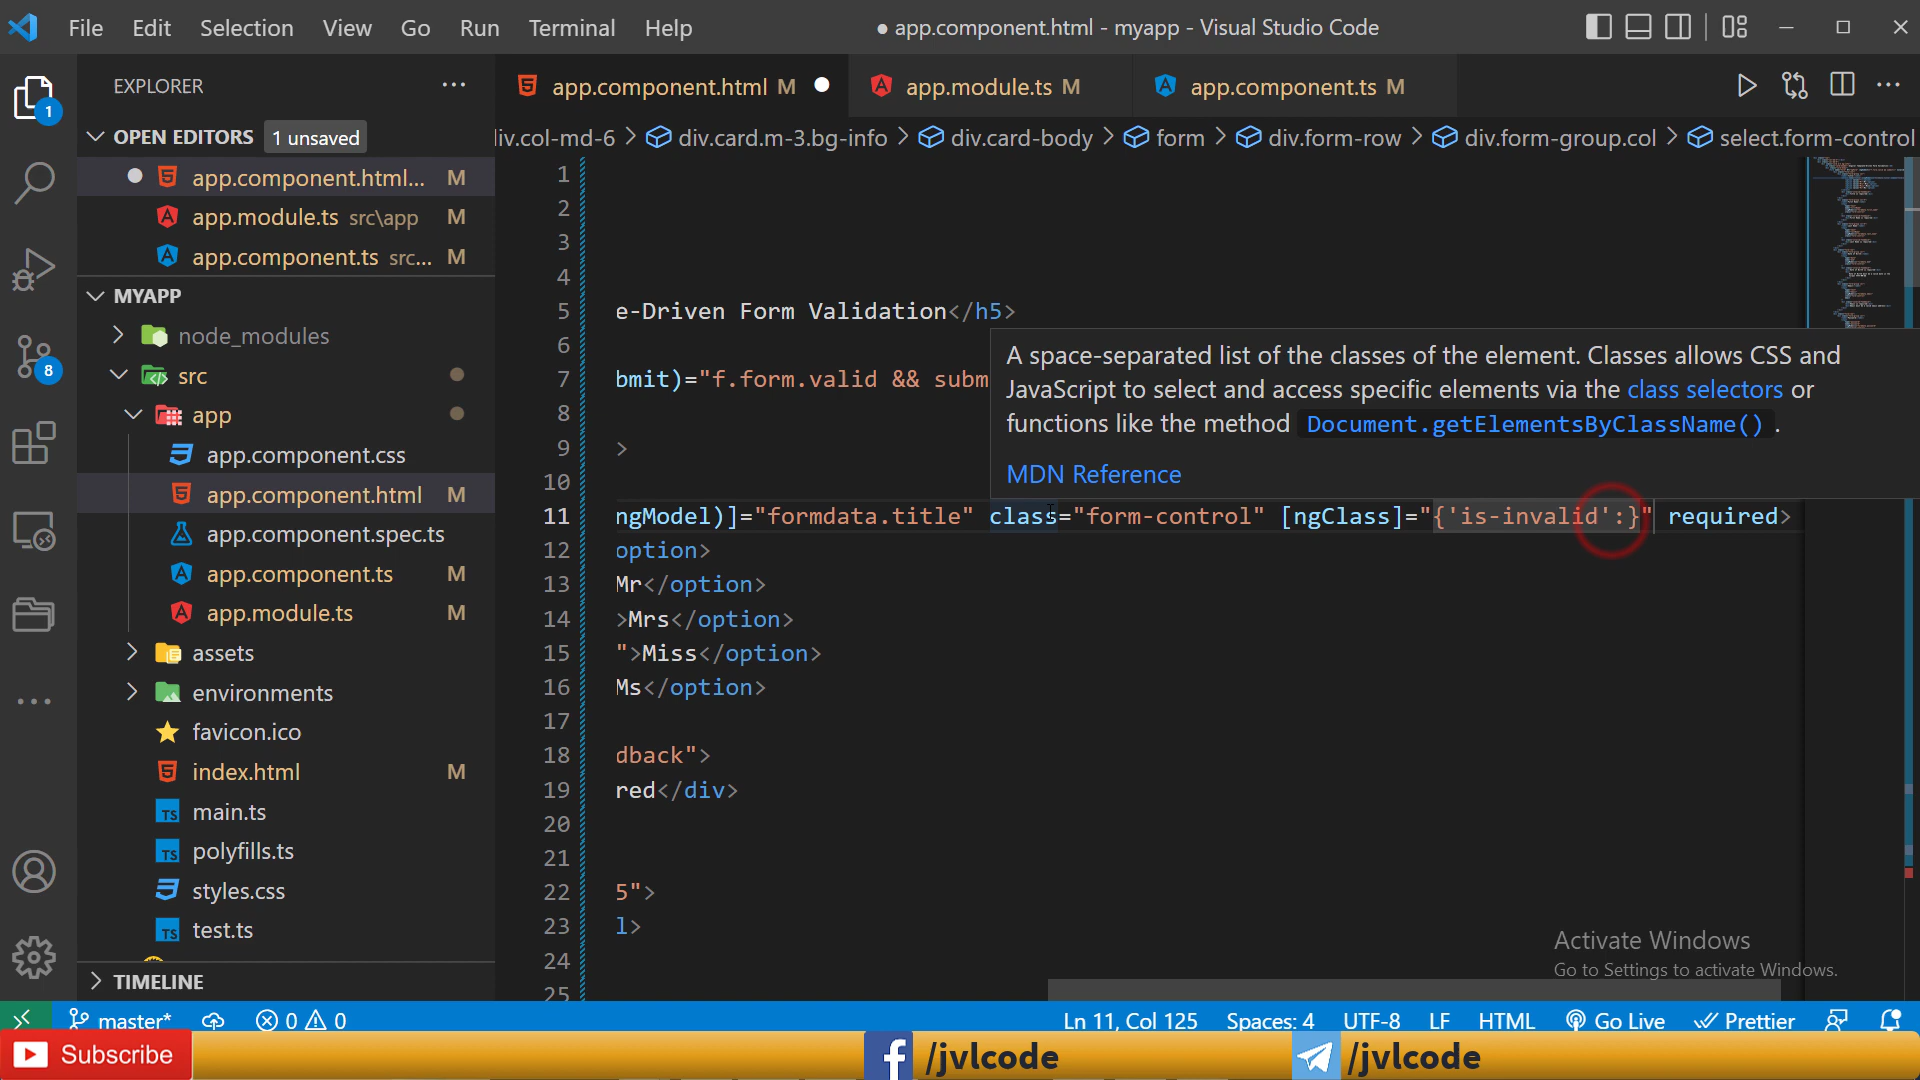 File Edit Selection View Go Run Terminal Help
● app.component.html - myapp - Visual Studio Code
EXPLORER
app.component.html M
app.module.ts M
app.component.ts M
OPEN EDITORS 1 unsaved
iv.col-md-6 > div.card.m-3.bg-info > div.card-body > form > div.form-row > div.form-group.col > select.form-control
app.component.html... M
app.module.ts src\app M
app.component.ts src... M
MYAPP
node_modules
src
app
app.component.css
app.component.html M
app.component.spec.ts
app.component.ts M
app.module.ts M
assets
environments
favicon.ico
index.html M
main.ts
polyfills.ts
styles.css
test.ts
TIMELINE
1
8
1
2
3
4
5 e-Driven Form Validation</h5>
6
7 bmit)="f.form.valid && subm
8
9 >
10
11 ngModel)]="formdata.title" class="form-control" [ngClass]="{'is-invalid':}" required>
12 option>
13 Mr</option>
14 >Mrs</option>
15 ">Miss</option>
16 Ms</option>
17
18 dback">
19 red</div>
20
21
22 5">
23 l>
24
25
A space-separated list of the classes of the element. Classes allows CSS and
JavaScript to select and access specific elements via the class selectors or
functions like the method Document.getElementsByClassName() .
MDN Reference
Activate Windows
Go to Settings to activate Windows.
master* 0 0 Ln 11, Col 125 Spaces: 4 UTF-8 LF HTML Go Live Prettier
Subscribe
/jvlcode
/jvlcode